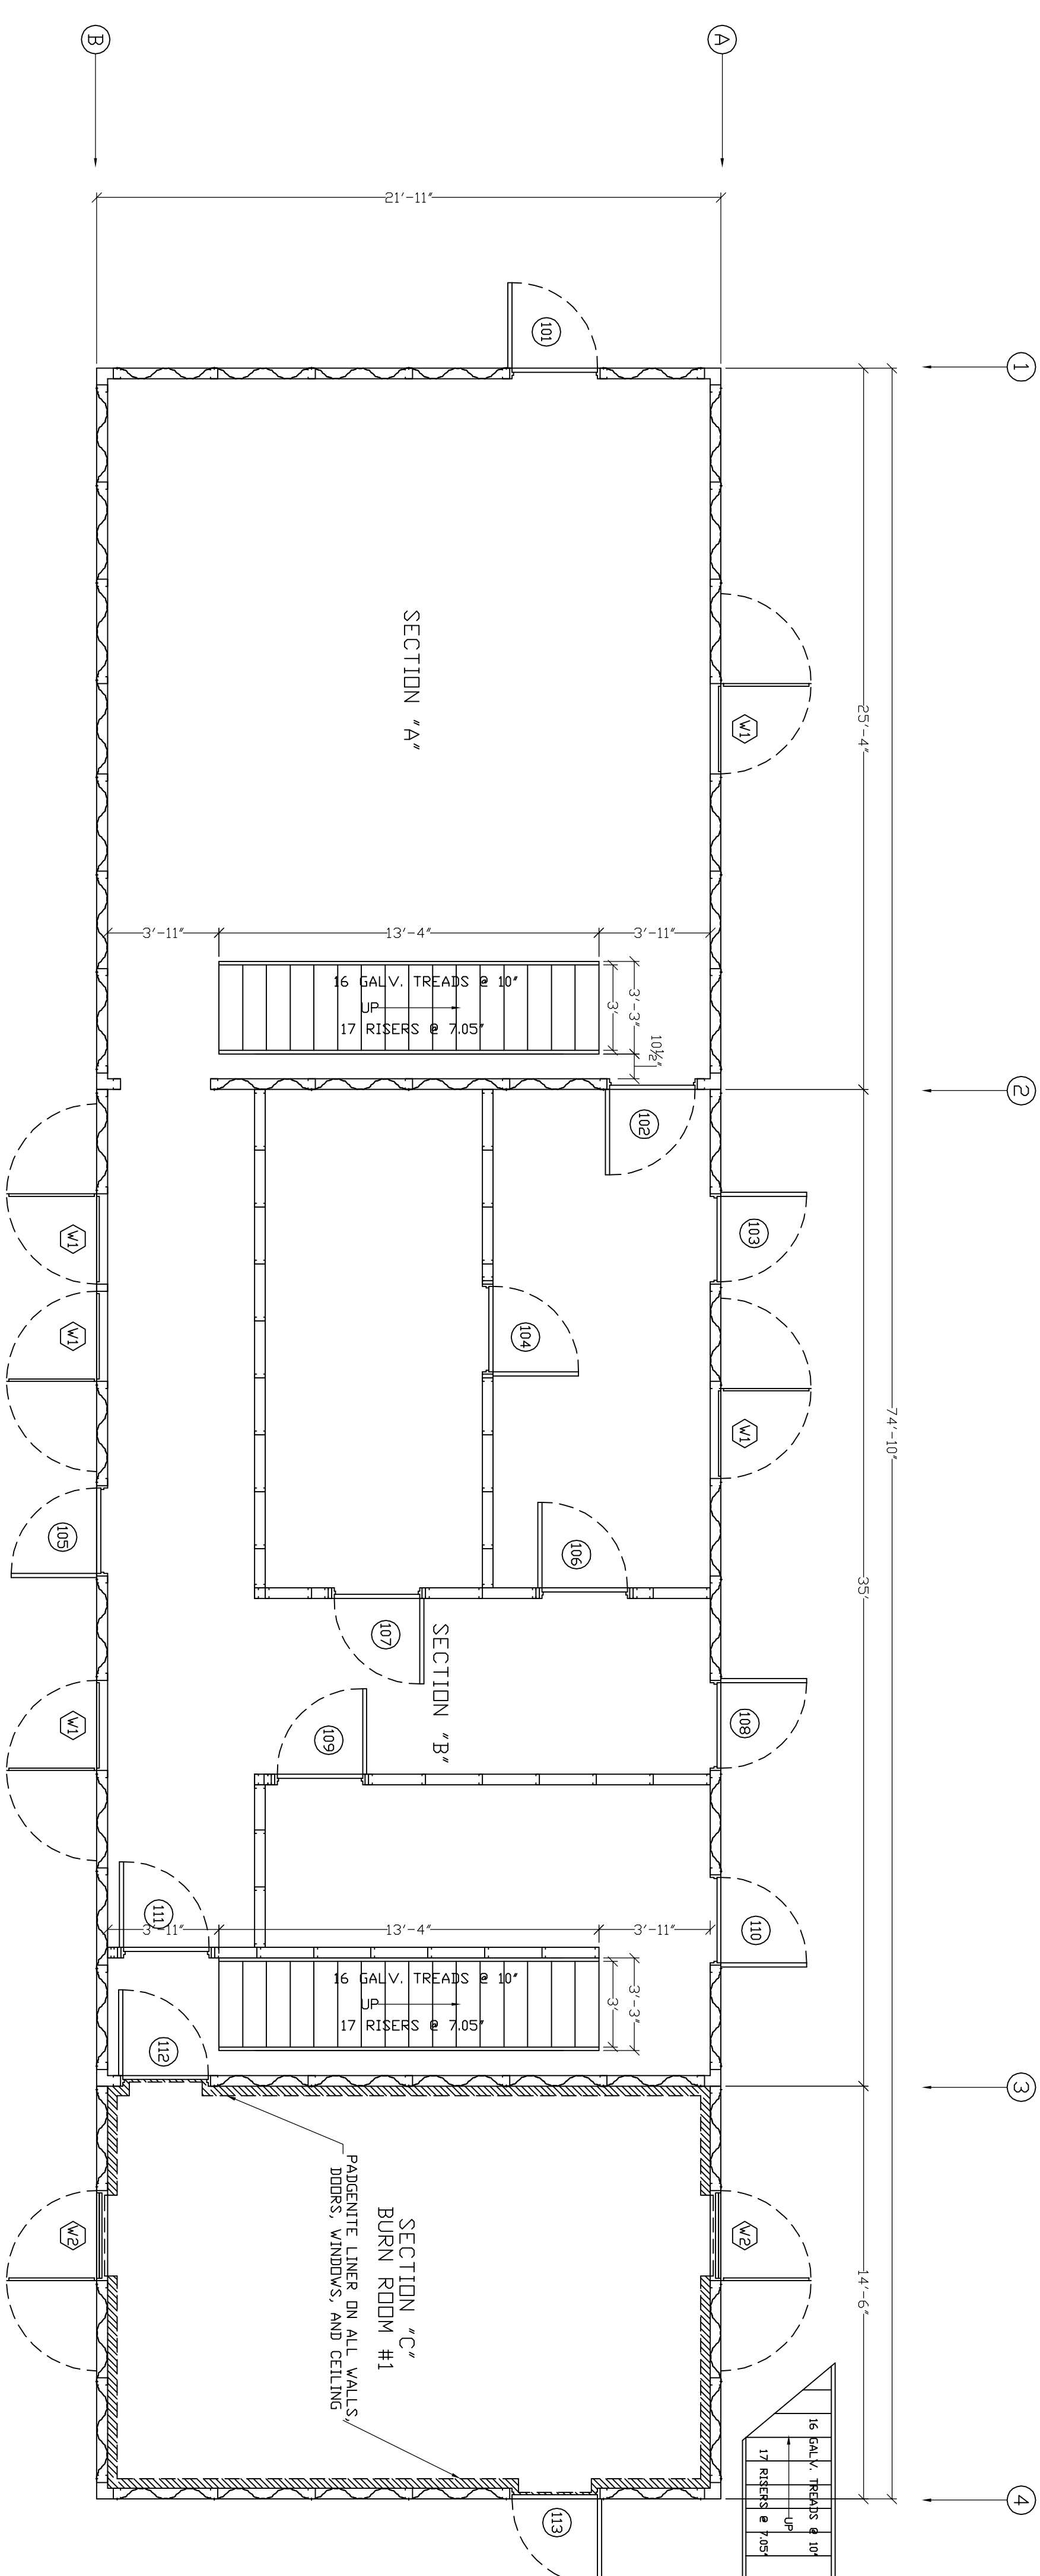 B
A
21'-11"
101
1
SECTION "A"
W1
25'-4"
74'-10"
3'-11"
13'-4"
3'-11"
16 GALV. TREADS @ 10"
UP
17 RISERS @ 7.05"
3'
3'-3"
10½"
2
102
103
W1
W1
104
W1
105
106
107
SECTION "B"
35'
108
109
W1
110
111
3'-11"
13'-4"
3'-11"
16 GALV. TREADS @ 10"
UP
17 RISERS @ 7.05"
3'
3'-3"
112
3
PADGENITE LINER ON ALL WALLS,
DOORS, WINDOWS, AND CEILING
SECTION "C"
BURN ROOM #1
W2
W2
14'-6"
16 GALV. TREADS @ 10"
UP
17 RISERS @ 7.05"
113
4